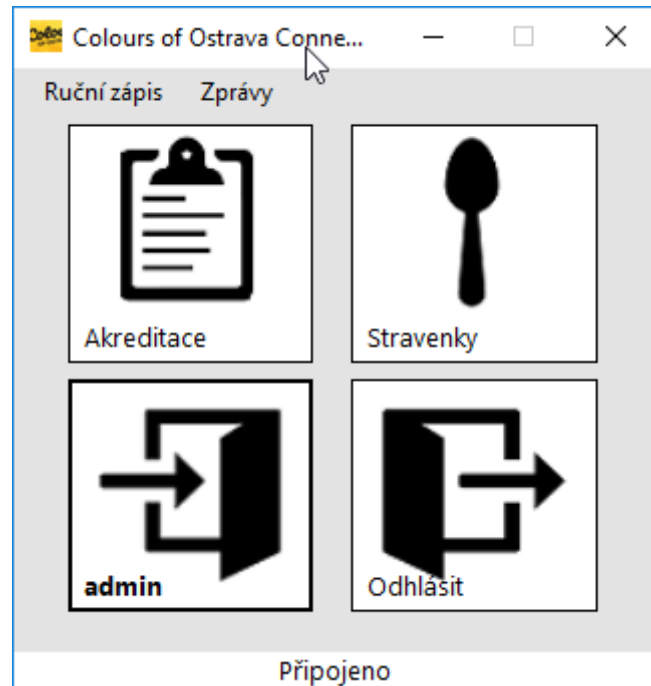 Colours of Ostrava Conne...
Ruční zápis Zprávy
Akreditace
Stravenky
admin
Odhlásit
Připojeno